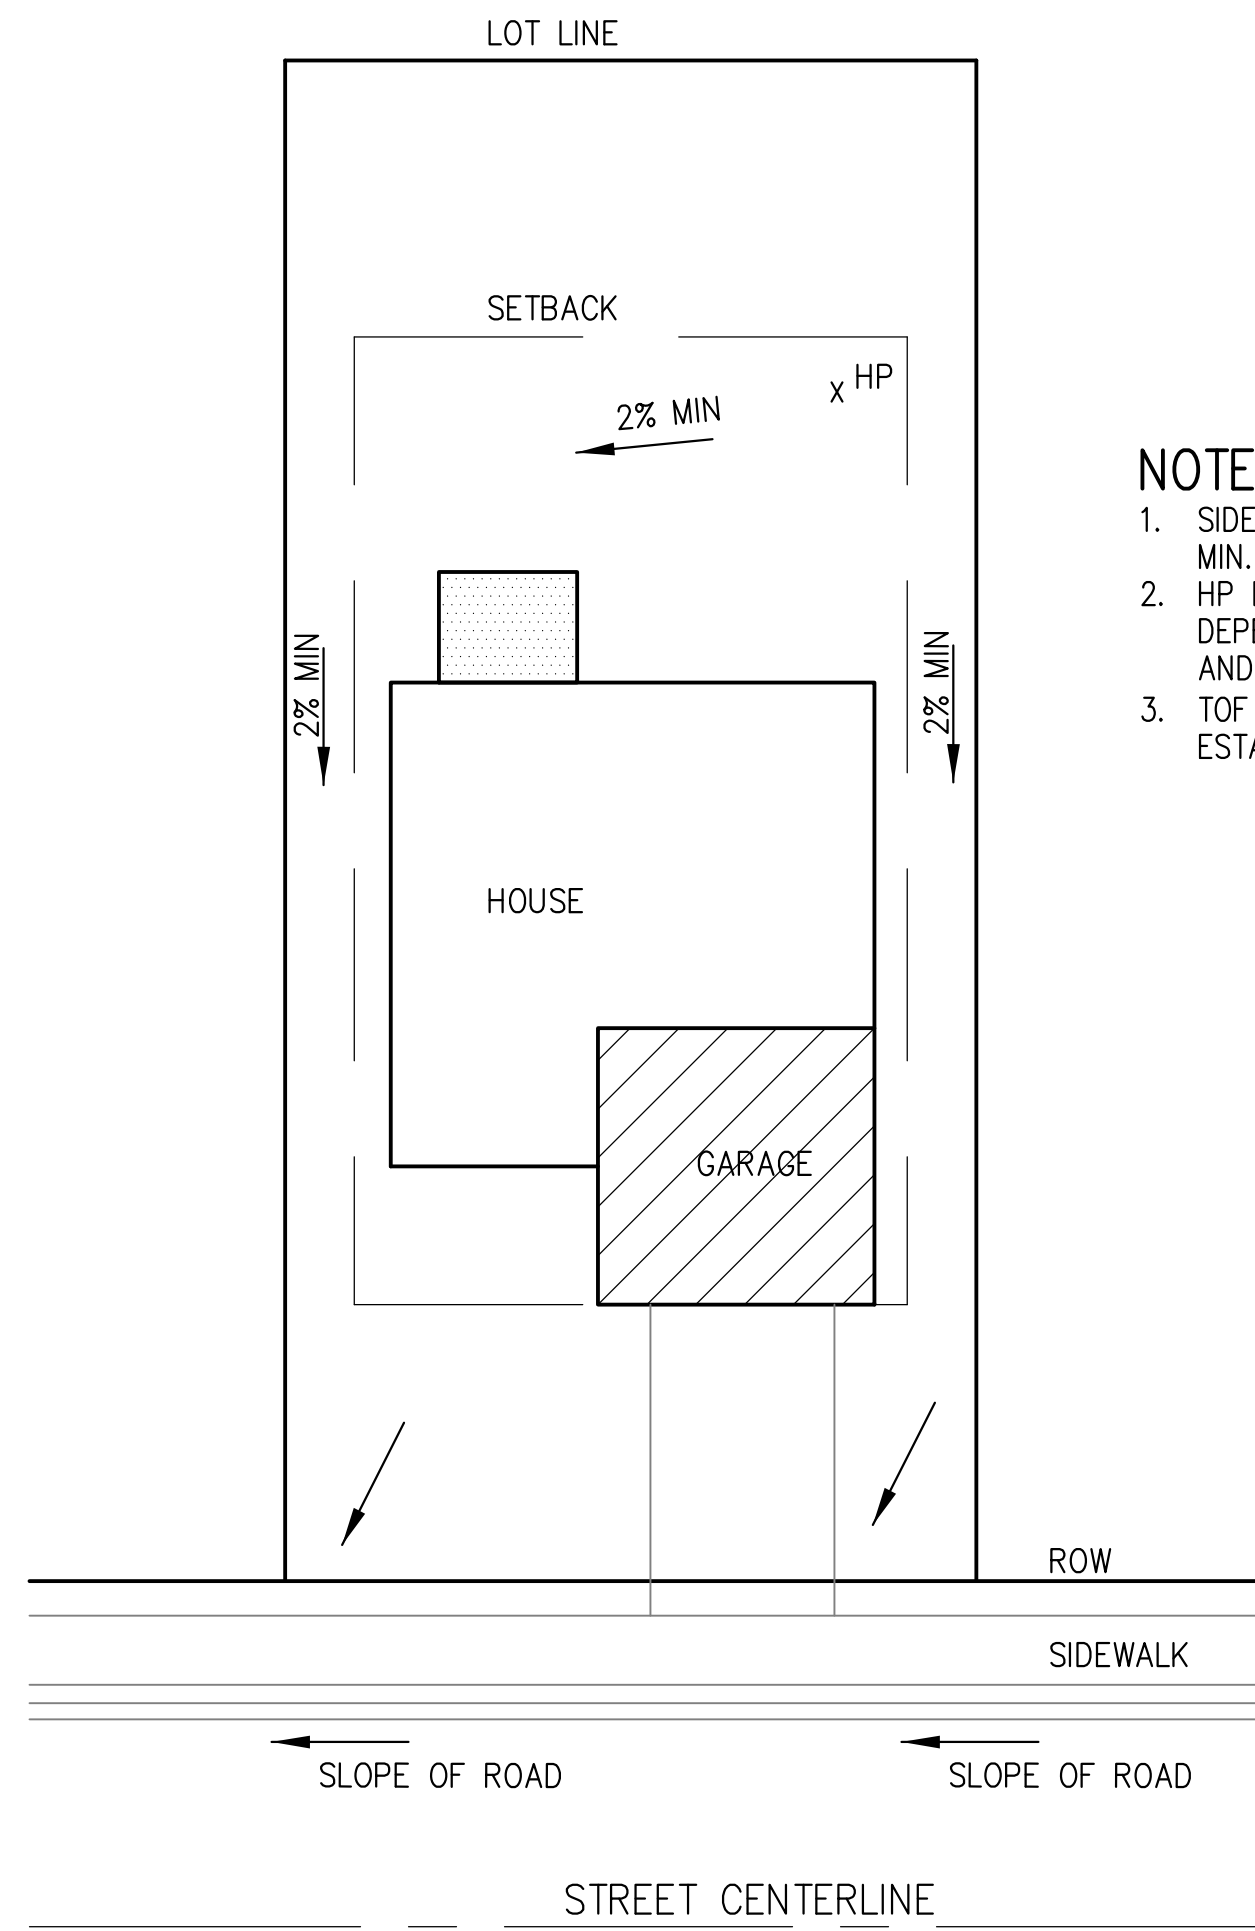 LOT LINE
SETBACK
HP
2% MIN
NOTE
1. SIDE
MIN.
2. HP
AND
3. TOF
2% MIN
2% MIN
HOUSE
GARAGE
ROW
SIDEWALK
SLOPE OF ROAD
SLOPE OF ROAD
STREET CENTERLINE